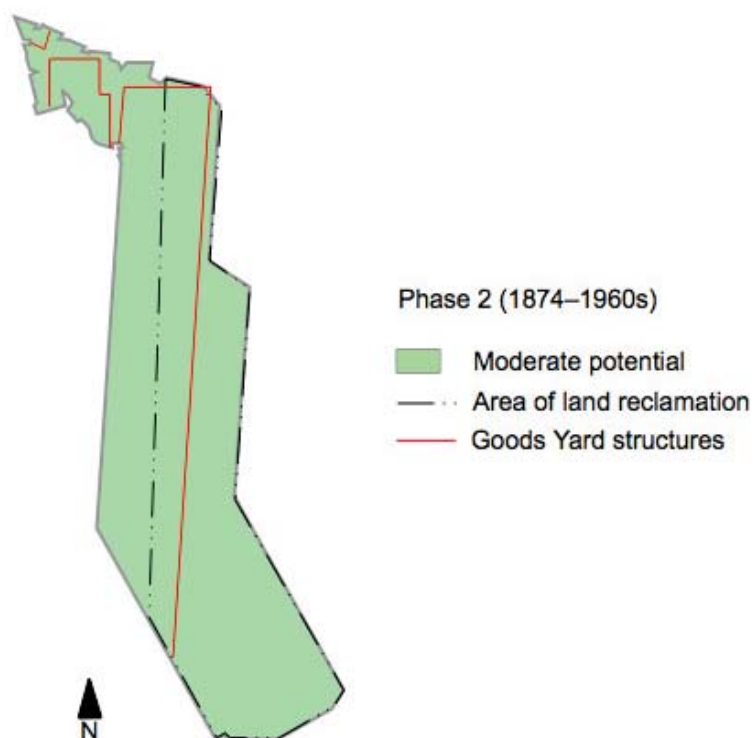 Phase 2 (1874–1960s)
Moderate potential
Area of land reclamation
Goods Yard structures
N